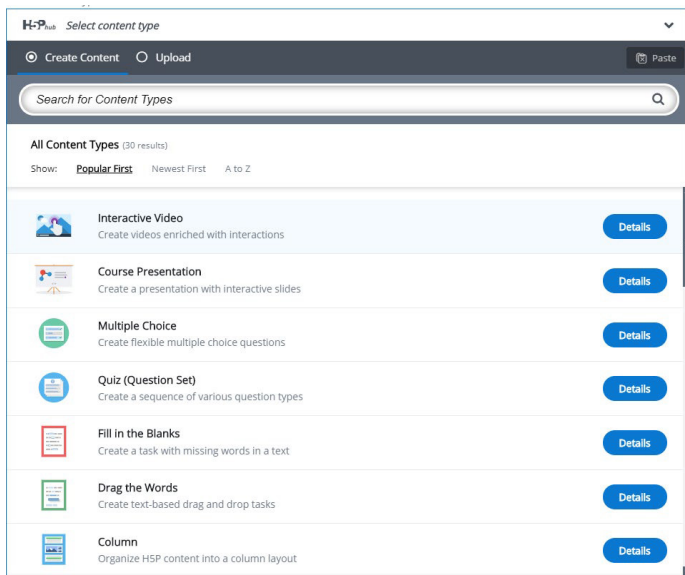 H5P hub Select content type
Create Content Upload Paste
Search for Content Types
All Content Types (30 results)
Show: Popular First Newest First A to Z
Interactive Video
Create videos enriched with interactions
Details
Course Presentation
Create a presentation with interactive slides
Details
Multiple Choice
Create flexible multiple choice questions
Details
Quiz (Question Set)
Create a sequence of various question types
Details
Fill in the Blanks
Create a task with missing words in a text
Details
Drag the Words
Create text-based drag and drop tasks
Details
Column
Organize H5P content into a column layout
Details